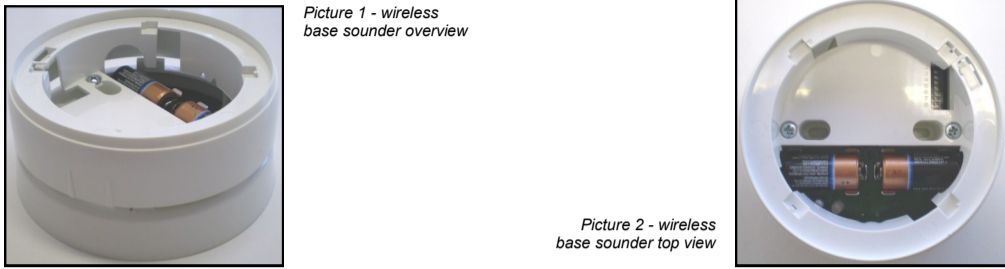 Picture 1 - wireless
base sounder overview
Picture 2 - wireless
base sounder top view